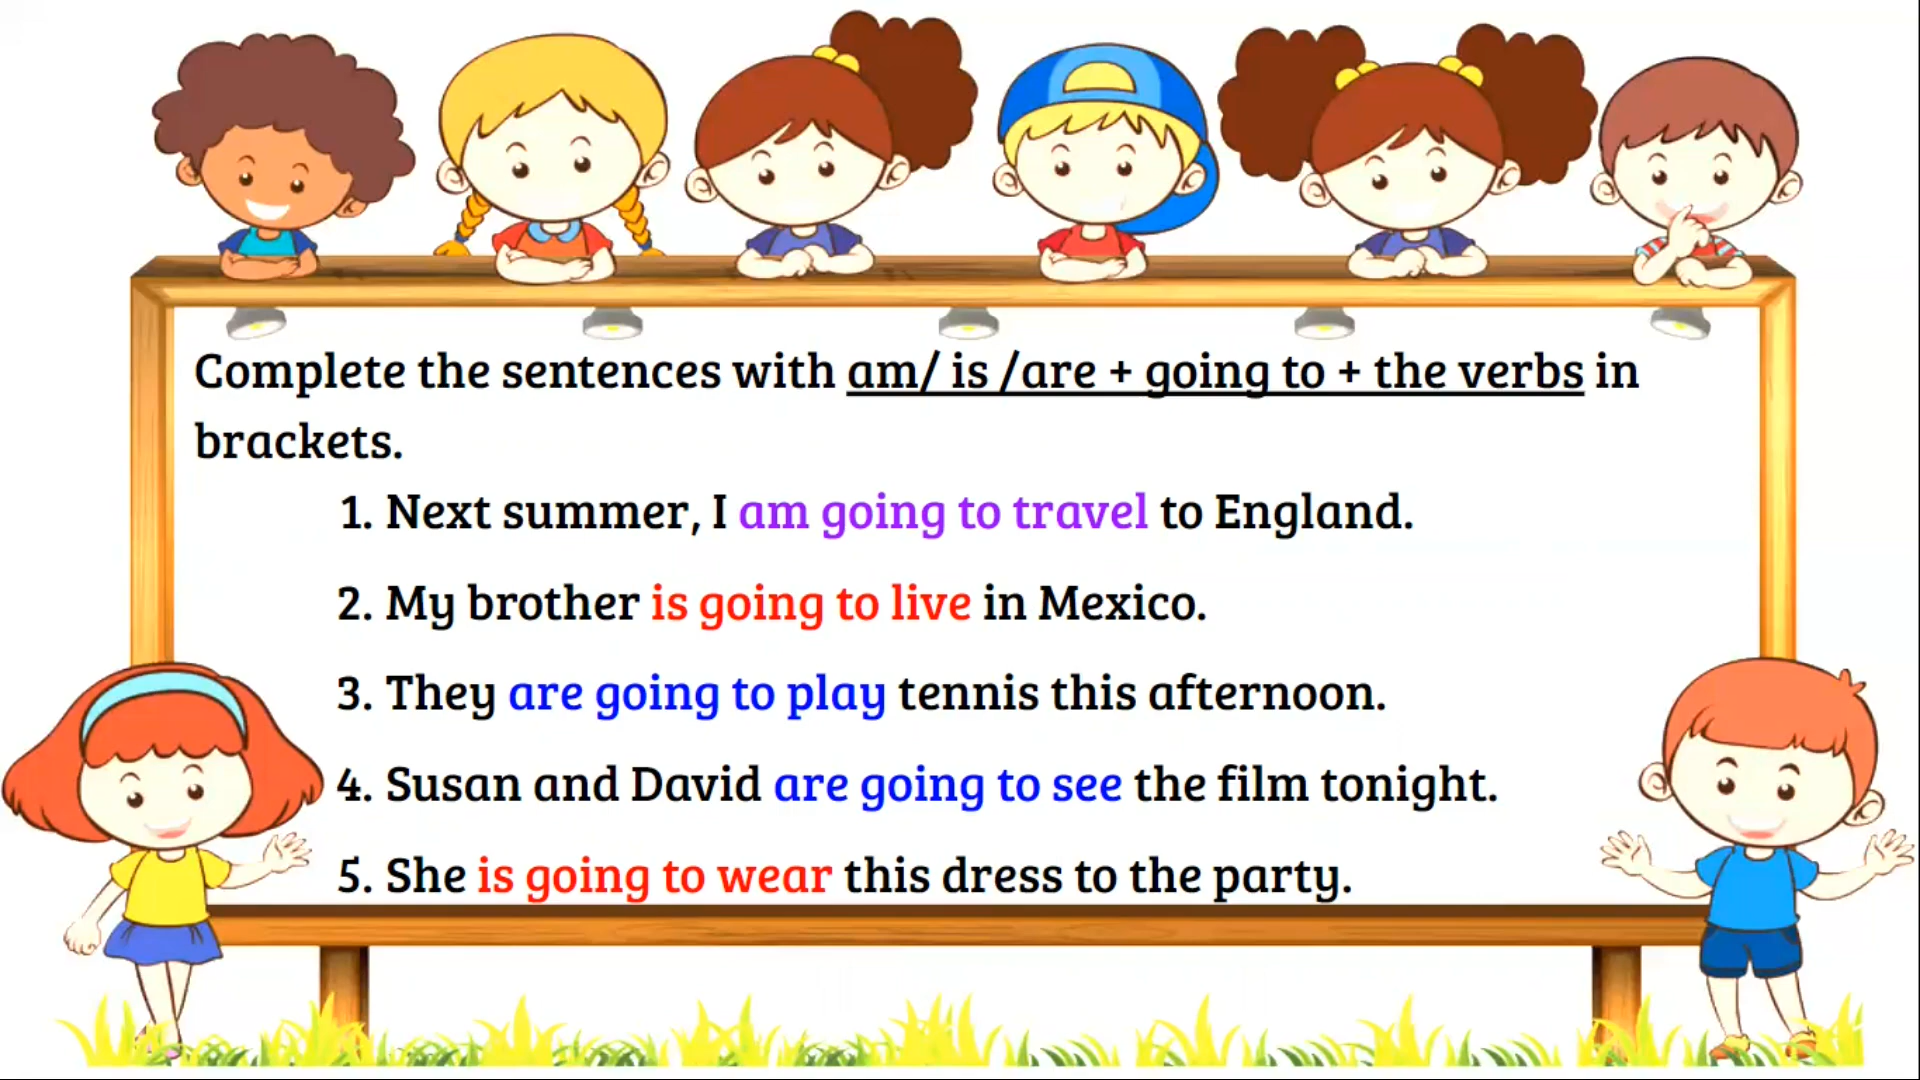 Complete the sentences with am/ is /are + going to + the verbs in
brackets.
1. Next summer, I am going to travel to England.
2. My brother is going to live in Mexico.
3. They are going to play tennis this afternoon.
4. Susan and David are going to see the film tonight.
5. She is going to wear this dress to the party.